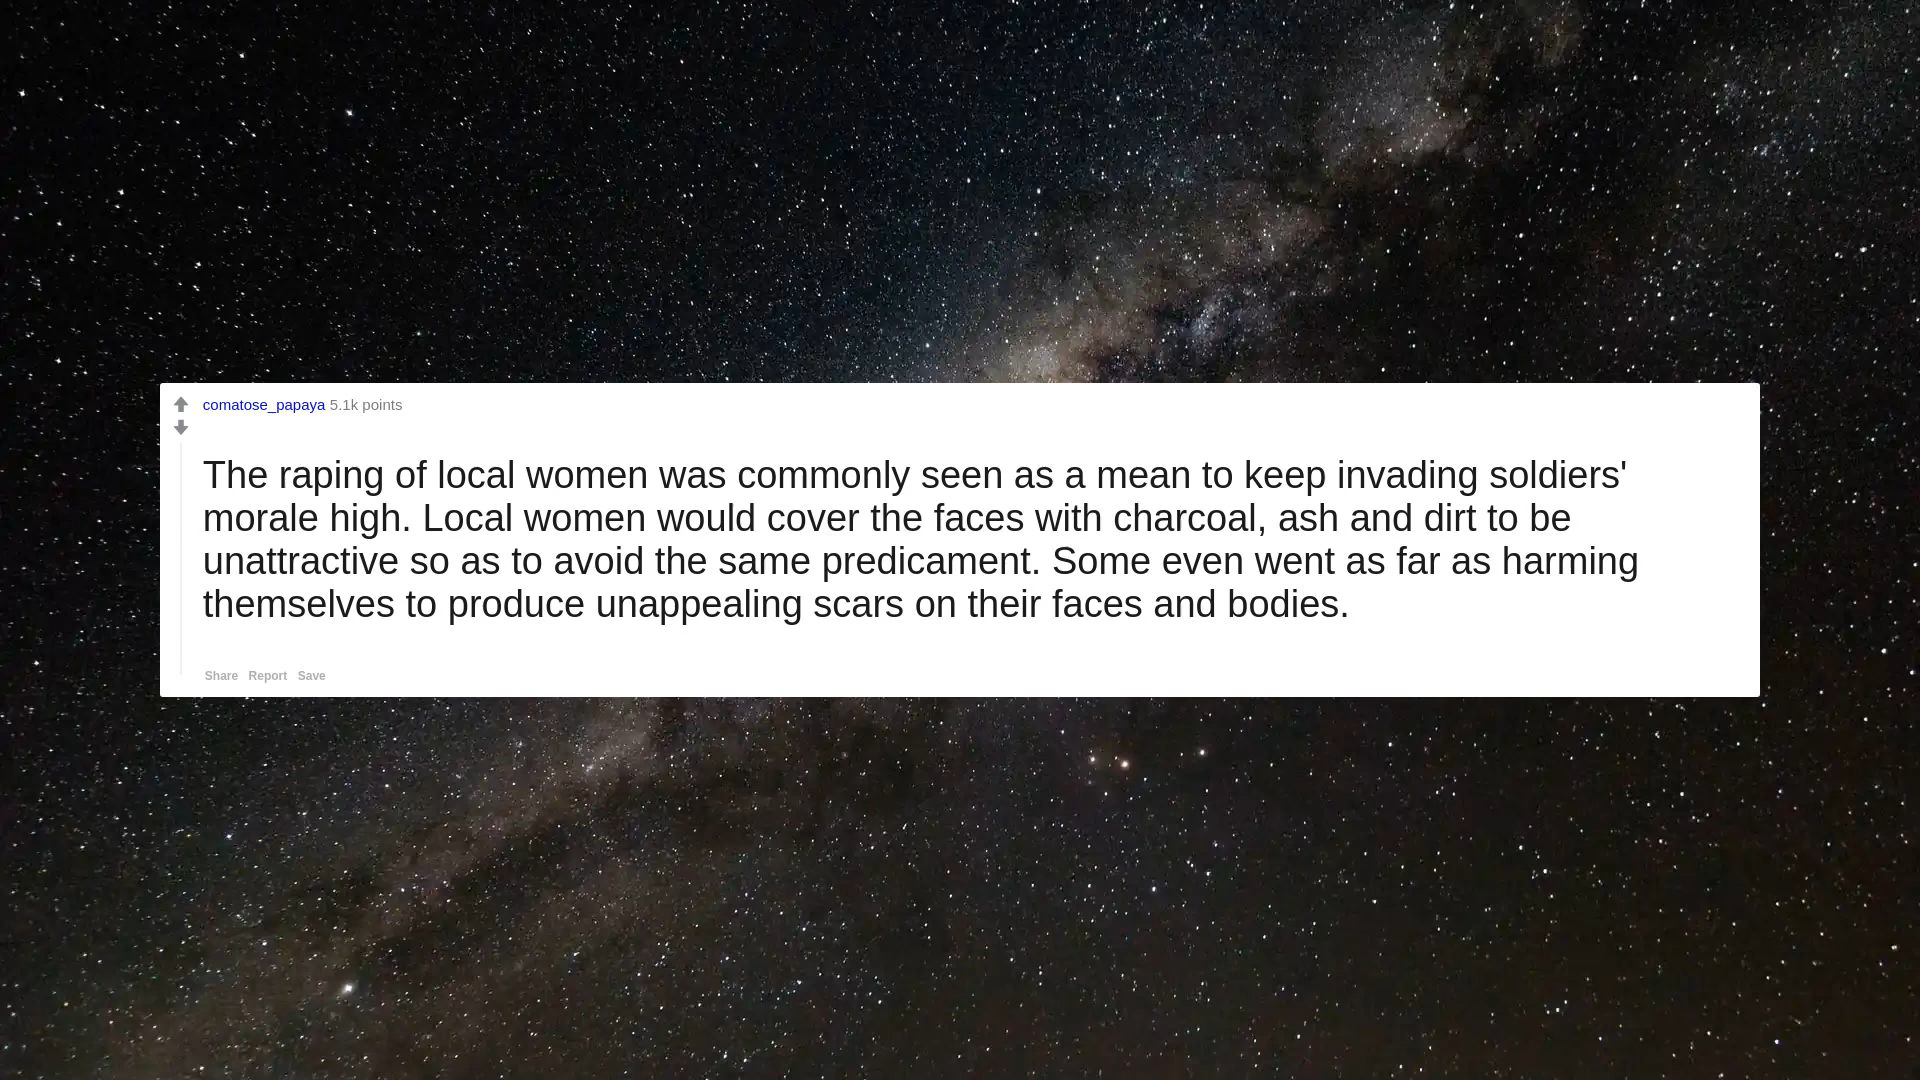 comatose_papaya 5.1k points
The raping of local women was commonly seen as a mean to keep invading soldiers'
morale high. Local women would cover the faces with charcoal, ash and dirt to be
unattractive so as to avoid the same predicament. Some even went as far as harming
themselves to produce unappealing scars on their faces and bodies.
Share Report Save